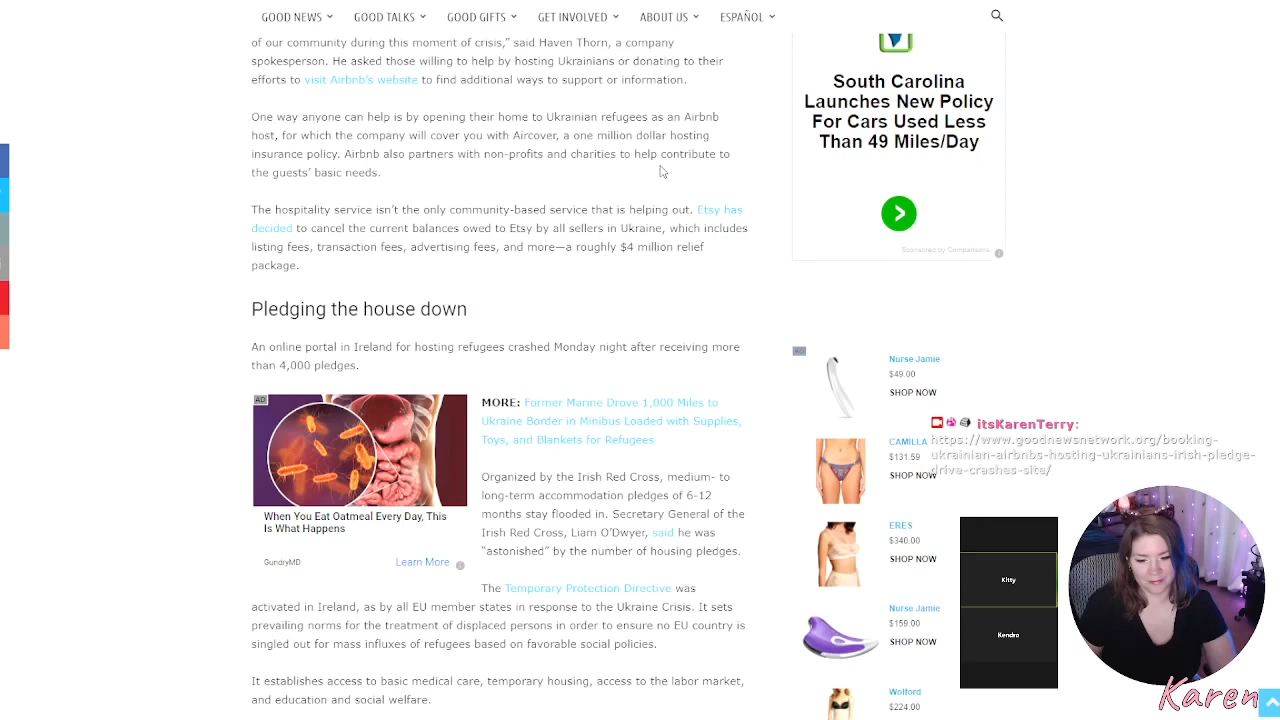 GOOD NEWS
GOOD TALKS
GOOD GIFTS
GET INVOLVED
ABOUT US
ESPAÑOL
of our community during this moment of crisis,” said Haven Thorn, a company
spokesperson. He asked those willing to help by hosting Ukrainians or donating to their
efforts to visit Airbnb’s website to find additional ways to support or information.
One way anyone can help is by opening their home to Ukrainian refugees as an Airbnb
host, for which the company will cover you with Aircover, a one million dollar hosting
insurance policy. Airbnb also partners with non-profits and charities to help contribute to
the guests’ basic needs.
The hospitality service isn’t the only community-based service that is helping out. Etsy has
decided to cancel the current balances owed to Etsy by all sellers in Ukraine, which includes
listing fees, transaction fees, advertising fees, and more—a roughly $4 million relief
package.
Pledging the house down
An online portal in Ireland for hosting refugees crashed Monday night after receiving more
than 4,000 pledges.
AD
When You Eat Oatmeal Every Day, This
Is What Happens
GundryMD
Learn More
MORE: Former Marine Drove 1,000 Miles to
Ukraine Border in Minibus Loaded with Supplies,
Toys, and Blankets for Refugees
Organized by the Irish Red Cross, medium- to
long-term accommodation pledges of 6-12
months stay flooded in. Secretary General of the
Irish Red Cross, Liam O’Dwyer, said he was
“astonished” by the number of housing pledges.
The Temporary Protection Directive was
activated in Ireland, as by all EU member states in response to the Ukraine Crisis. It sets
prevailing norms for the treatment of displaced persons in order to ensure no EU country is
singled out for mass influxes of refugees based on favorable social policies.
It establishes access to basic medical care, temporary housing, access to the labor market,
and education and social welfare.
South Carolina
Launches New Policy
For Cars Used Less
Than 49 Miles/Day
Sponsored by Comparisons
AD
Nurse Jamie
$49.00
SHOP NOW
CAMILLA
$131.59
SHOP NOW
ERES
$340.00
SHOP NOW
Nurse Jamie
$159.00
SHOP NOW
Wolford
$224.00
itsKarenTerry:
https://www.goodnewsnetwork.org/booking-
ukrainian-airbnbs-hosting-ukrainians-irish-pledge-
drive-crashes-site/
Kitty
Kendro
Karen